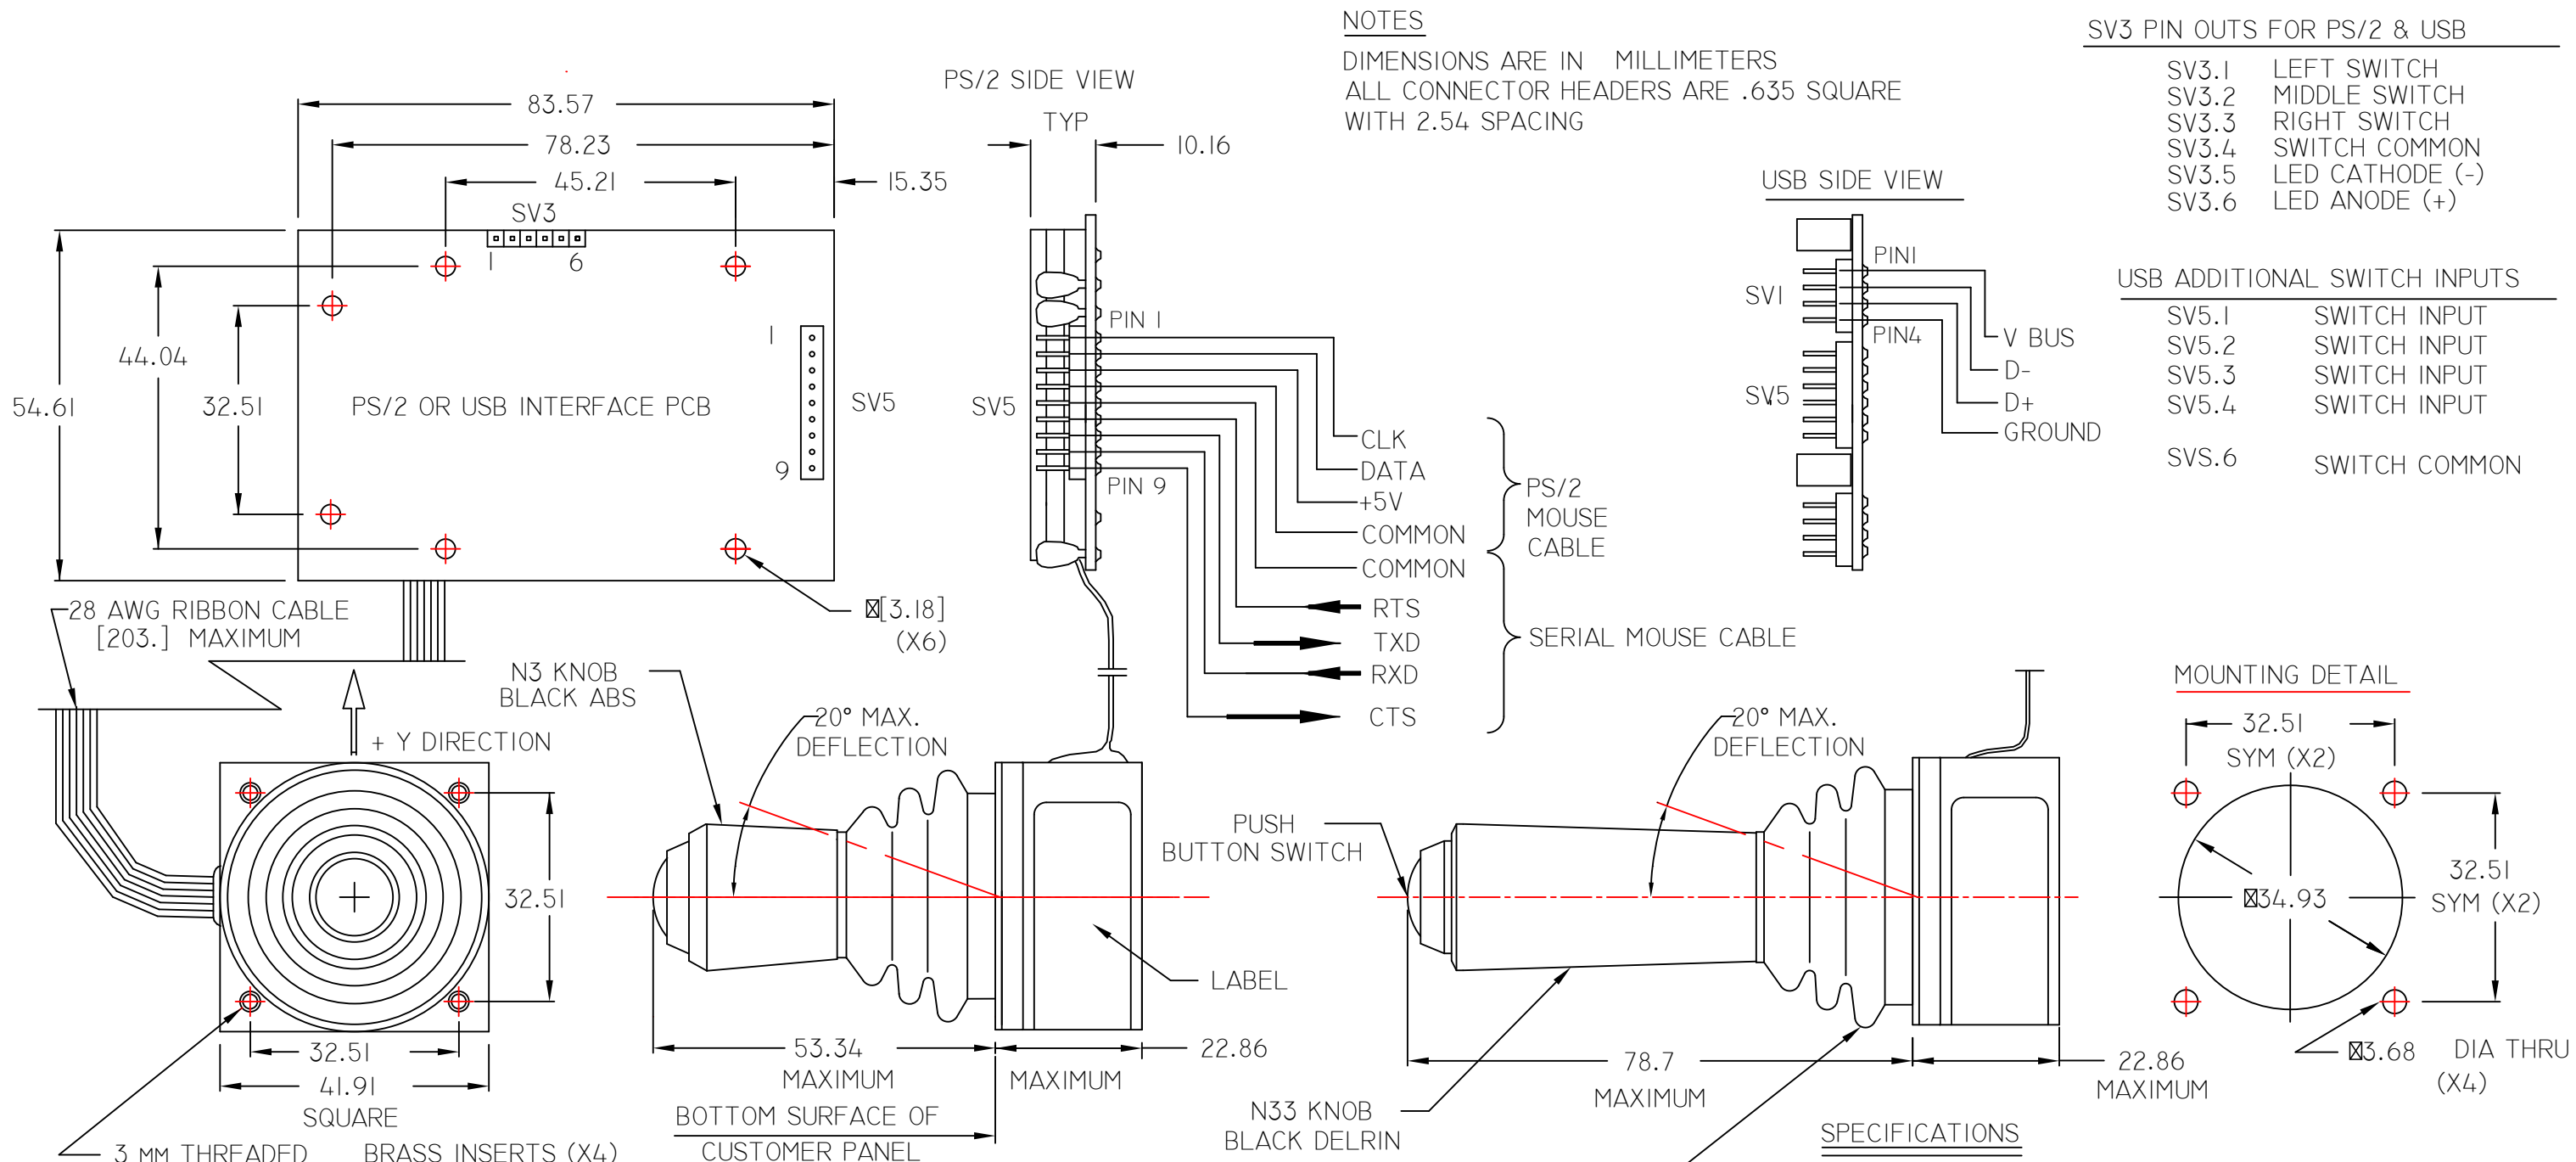 NOTES
DIMENSIONS ARE IN MILLIMETERS
ALL CONNECTOR HEADERS ARE .635 SQUARE
WITH 2.54 SPACING
SV3 PIN OUTS FOR PS/2 & USB
SV3.1 LEFT SWITCH
SV3.2 MIDDLE SWITCH
SV3.3 RIGHT SWITCH
SV3.4 SWITCH COMMON
SV3.5 LED CATHODE (-)
SV3.6 LED ANODE (+)
USB ADDITIONAL SWITCH INPUTS
SV5.1 SWITCH INPUT
SV5.2 SWITCH INPUT
SV5.3 SWITCH INPUT
SV5.4 SWITCH INPUT
SVS.6 SWITCH COMMON
83.57
78.23
45.21
15.35
SV3
1 6
54.61
44.04
32.51
PS/2 OR USB INTERFACE PCB
1
SV5
9
[3.18]
(X6)
28 AWG RIBBON CABLE
[203.] MAXIMUM
PS/2 SIDE VIEW
TYP
10.16
PIN 1
SV5
PIN 9
CLK
DATA
+5V
COMMON
COMMON
RTS
TXD
RXD
CTS
PS/2
MOUSE
CABLE
SERIAL MOUSE CABLE
USB SIDE VIEW
PIN1
SV1
PIN4
SV5
V BUS
D-
D+
GROUND
+ Y DIRECTION
32.51
32.51
41.91
SQUARE
3 MM THREADED BRASS INSERTS (X4)
N3 KNOB
BLACK ABS
20° MAX.
DEFLECTION
LABEL
53.34
MAXIMUM
22.86
MAXIMUM
BOTTOM SURFACE OF
CUSTOMER PANEL
20° MAX.
DEFLECTION
PUSH
BUTTON SWITCH
78.7
MAXIMUM
22.86
MAXIMUM
N33 KNOB
BLACK DELRIN
MOUNTING DETAIL
32.51
SYM (X2)
34.93
32.51
SYM (X2)
3.68 DIA THRU
(X4)
SPECIFICATIONS